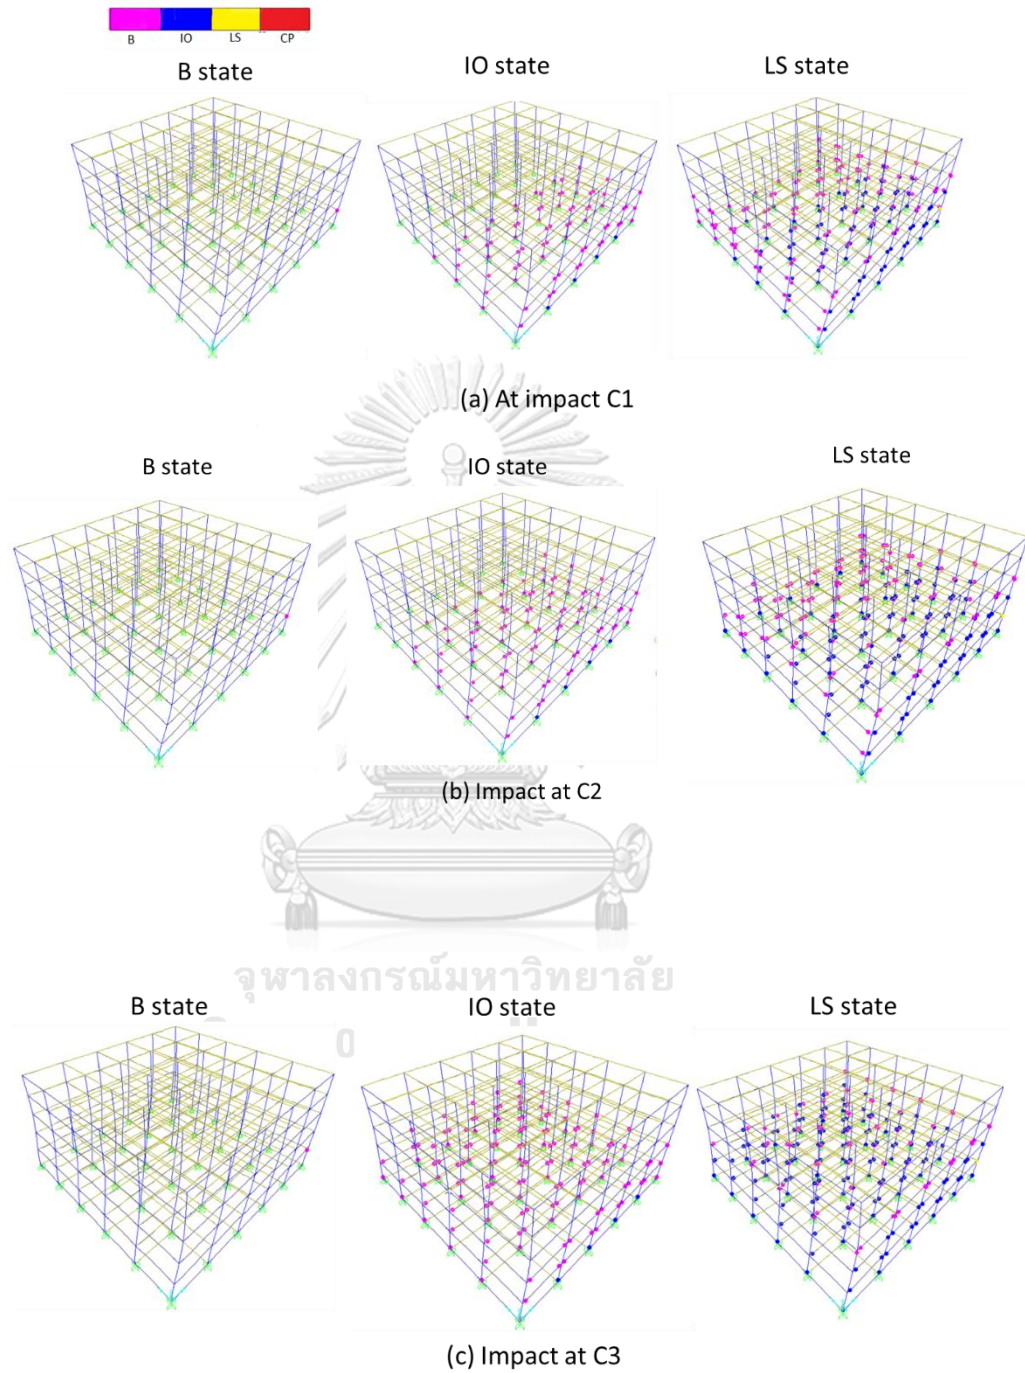 B IO LS CP
B state IO state LS state
(a) At impact C1
B state IO state LS state
(b) Impact at C2
จุฬาลงกรณ์มหาวิทยาลัย
B state IO state LS state
(c) Impact at C3